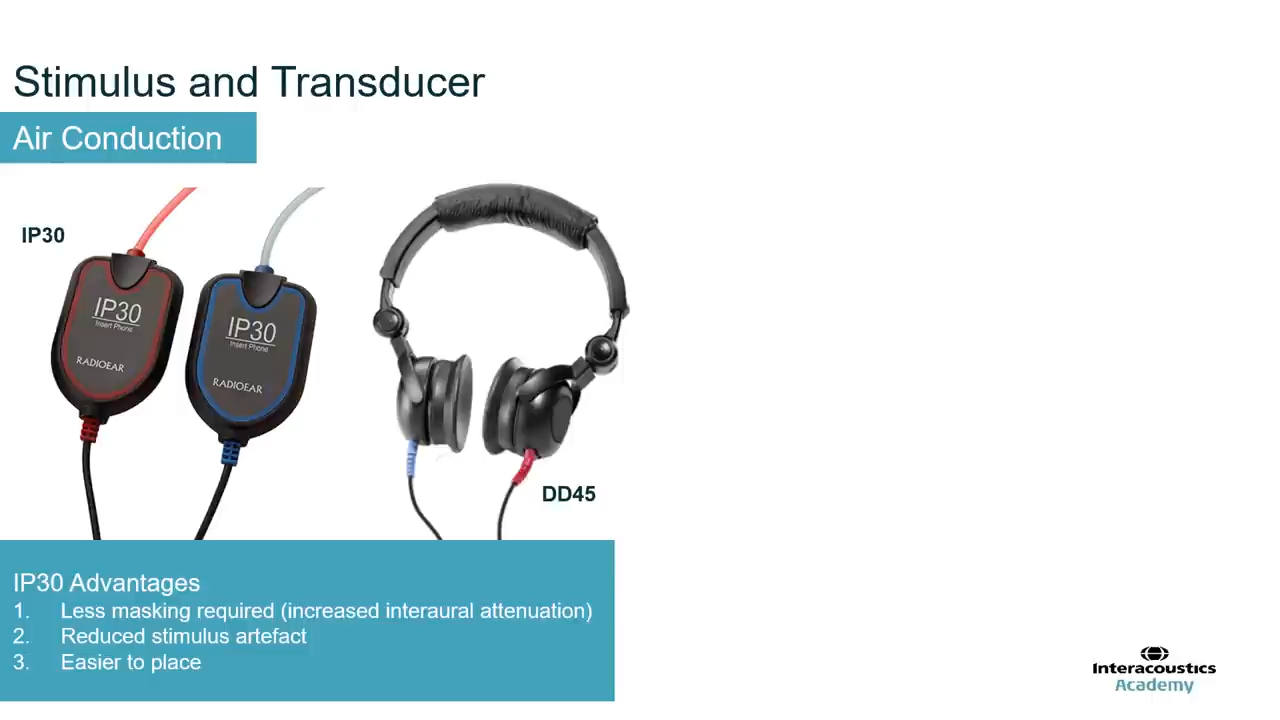 Stimulus and Transducer
Air Conduction
IP30
IP30
Insert Phone
RADIOEAR
IP30
Insert Phone
RADIOEAR
DD45
IP30 Advantages
1. Less masking required (increased interaural attenuation)
2. Reduced stimulus artefact
3. Easier to place
Interacoustics
Academy